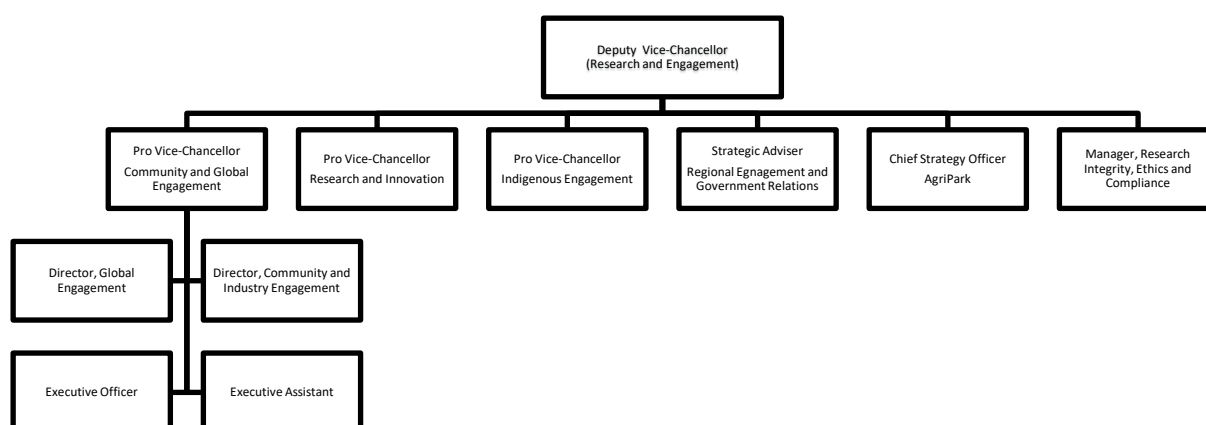 Deputy Vice-Chancellor
(Research and Engagement)
Pro Vice-Chancellor
Community and Global
Engagement
Pro Vice-Chancellor
Research and Innovation
Pro Vice-Chancellor
Indigenous Engagement
Strategic Adviser
Regional Egnagement and
Government Relations
Chief Strategy Officer
AgriPark
Manager, Research
Integrity, Ethics and
Compliance
Director, Global
Engagement
Director, Community and
Industry Engagement
Executive Officer
Executive Assistant